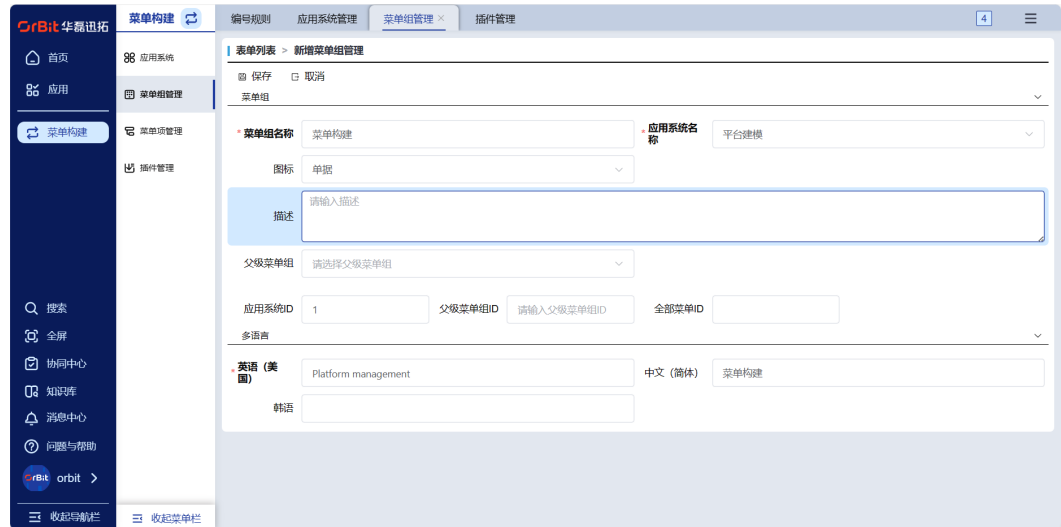 OrBit 华磊迅拓
首页
应用
菜单构建
搜索
全屏
协同中心
知识库
消息中心
问题与帮助
OrBit orbit >
收起导航栏
菜单构建
应用系统
菜单组管理
菜单项管理
插件管理
收起菜单栏
编号规则 应用系统管理 菜单组管理 × 插件管理 4
表单列表 > 新增菜单组管理
保存 取消
菜单组
* 菜单组名称 菜单构建 * 应用系统名称 平台建模
图标 单据
描述 请输入描述
父级菜单组 请选择父级菜单组
应用系统ID 1 父级菜单组ID 请输入父级菜单组ID 全部菜单ID
多语言
* 英语（美国） Platform management 中文（简体） 菜单构建
韩语